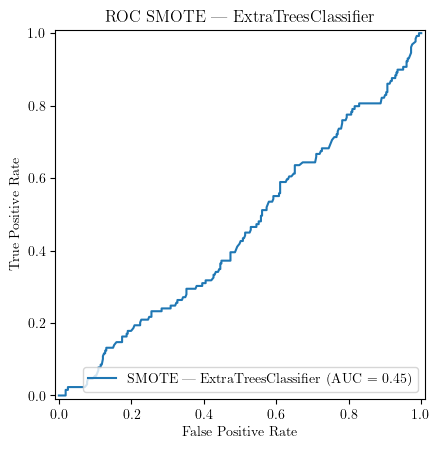 ROC SMOTE — ExtraTreesClassifier
1.0
0.8
0.6
0.4
0.2
0.0
True Positive Rate
SMOTE — ExtraTreesClassifier (AUC = 0.45)
0.0 0.2 0.4 0.6 0.8 1.0
False Positive Rate